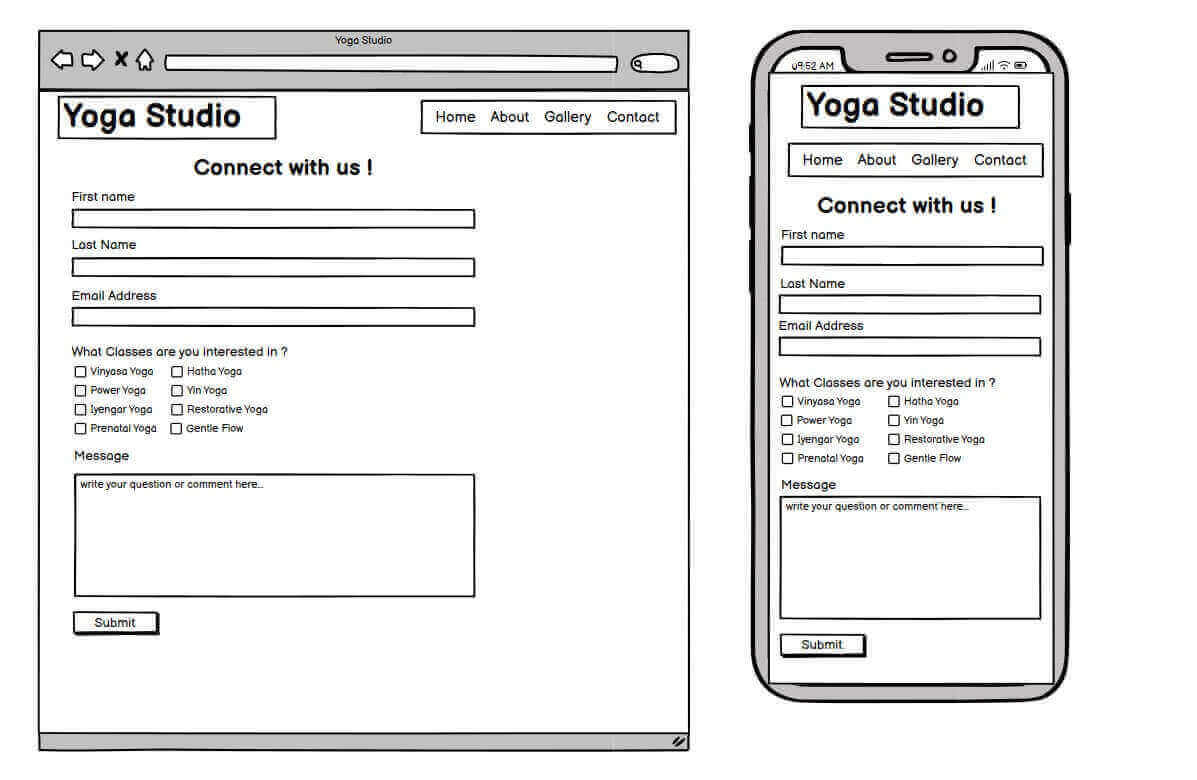 Yoga Studio
Yoga Studio
Home About Gallery Contact
Connect with us !
First name
Last Name
Email Address
What Classes are you interested in ?
Vinyasa Yoga Hatha Yoga
Power Yoga Yin Yoga
Iyengar Yoga Restorative Yoga
Prenatal Yoga Gentle Flow
Message
write your question or comment here...
Submit
09:52 AM
Yoga Studio
Home About Gallery Contact
Connect with us !
First name
Last Name
Email Address
What Classes are you interested in ?
Vinyasa Yoga Hatha Yoga
Power Yoga Yin Yoga
Iyengar Yoga Restorative Yoga
Prenatal Yoga Gentle Flow
Message
write your question or comment here...
Submit